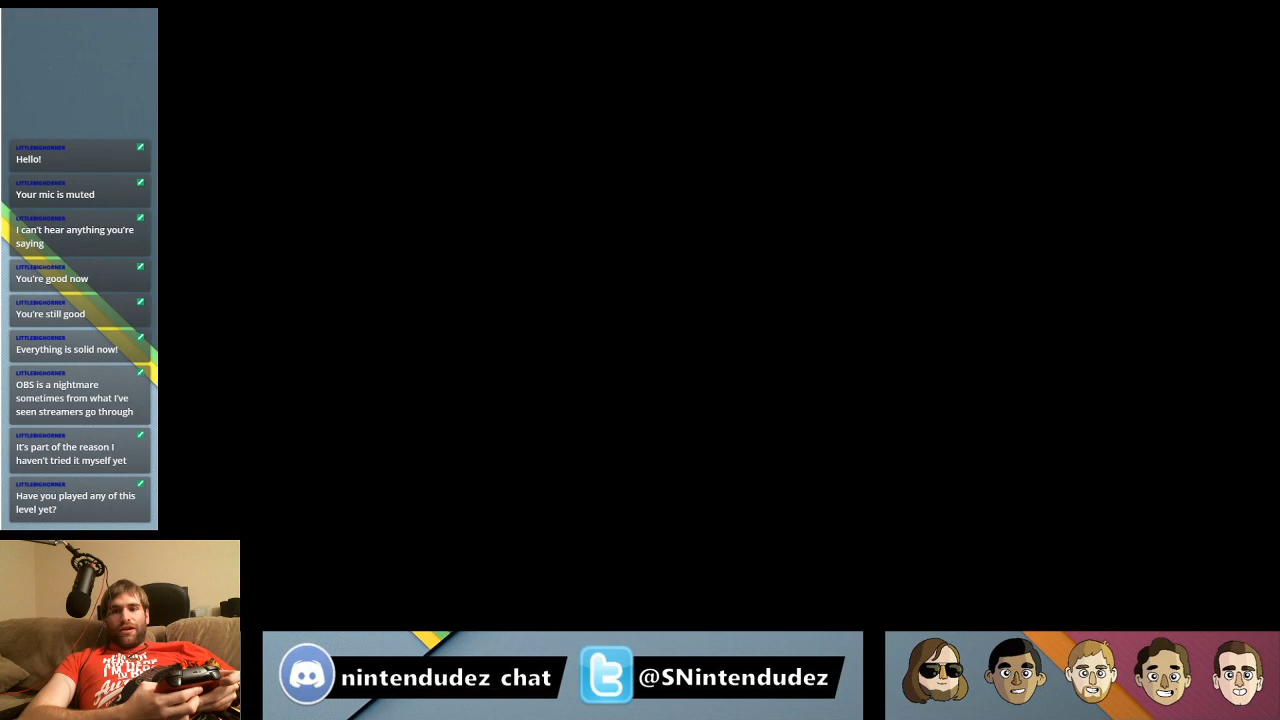 LITTLEBIGHORNER
Hello!
LITTLEBIGHORNER
Your mic is muted
LITTLEBIGHORNER
I can't hear anything you're
saying
LITTLEBIGHORNER
You're good now
LITTLEBIGHORNER
You're still good
LITTLEBIGHORNER
Everything is solid now!
LITTLEBIGHORNER
OBS is a nightmare
sometimes from what I've
seen streamers go through
LITTLEBIGHORNER
It's part of the reason I
haven't tried it myself yet
LITTLEBIGHORNER
Have you played any of this
level yet?
nintendudez chat
@SNintendudez